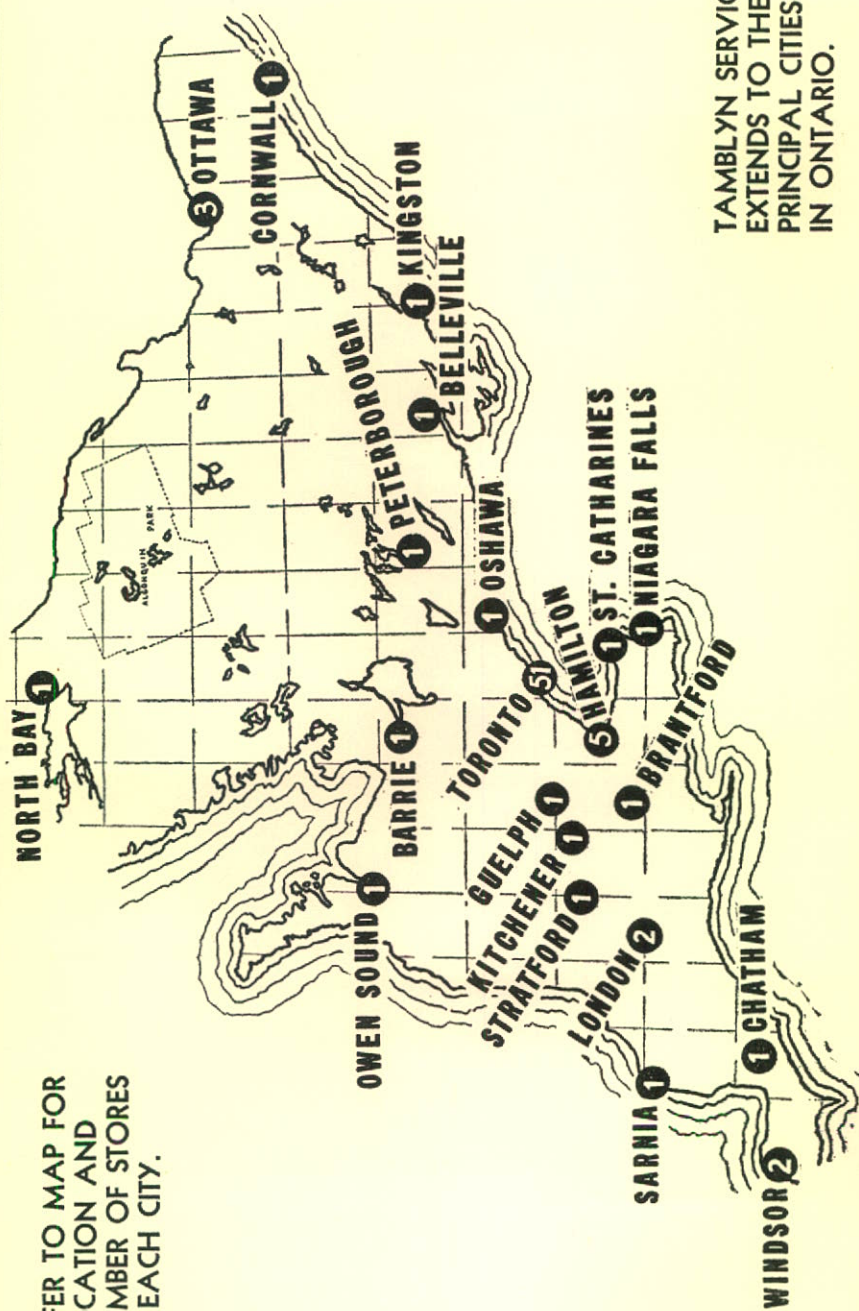 FER TO MAP FOR
CATION AND
MBER OF STORES
EACH CITY.
TAMBLYN SERVIC
EXTENDS TO THE
PRINCIPAL CITIES
IN ONTARIO.
NORTH BAY 1
ALGONQUIN PARK
3 OTTAWA
CORNWALL 1
1 KINGSTON
1 BELLEVILLE
1 PETERBOROUGH
1 OSHAWA
BARRIE 1
OWEN SOUND 1
TORONTO 51
5 HAMILTON
1 ST. CATHARINES
1 NIAGARA FALLS
1 BRANTFORD
GUELPH 1
KITCHENER 1
STRATFORD 1
LONDON 2
SARNIA 1
1 CHATHAM
WINDSOR 2